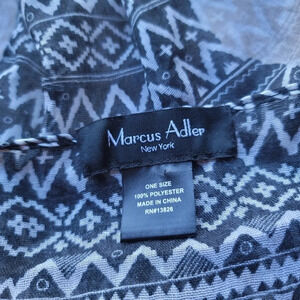 Marcus Adler
New York
ONE SIZE
100% POLYESTER
MADE IN CHINA
RN#13826